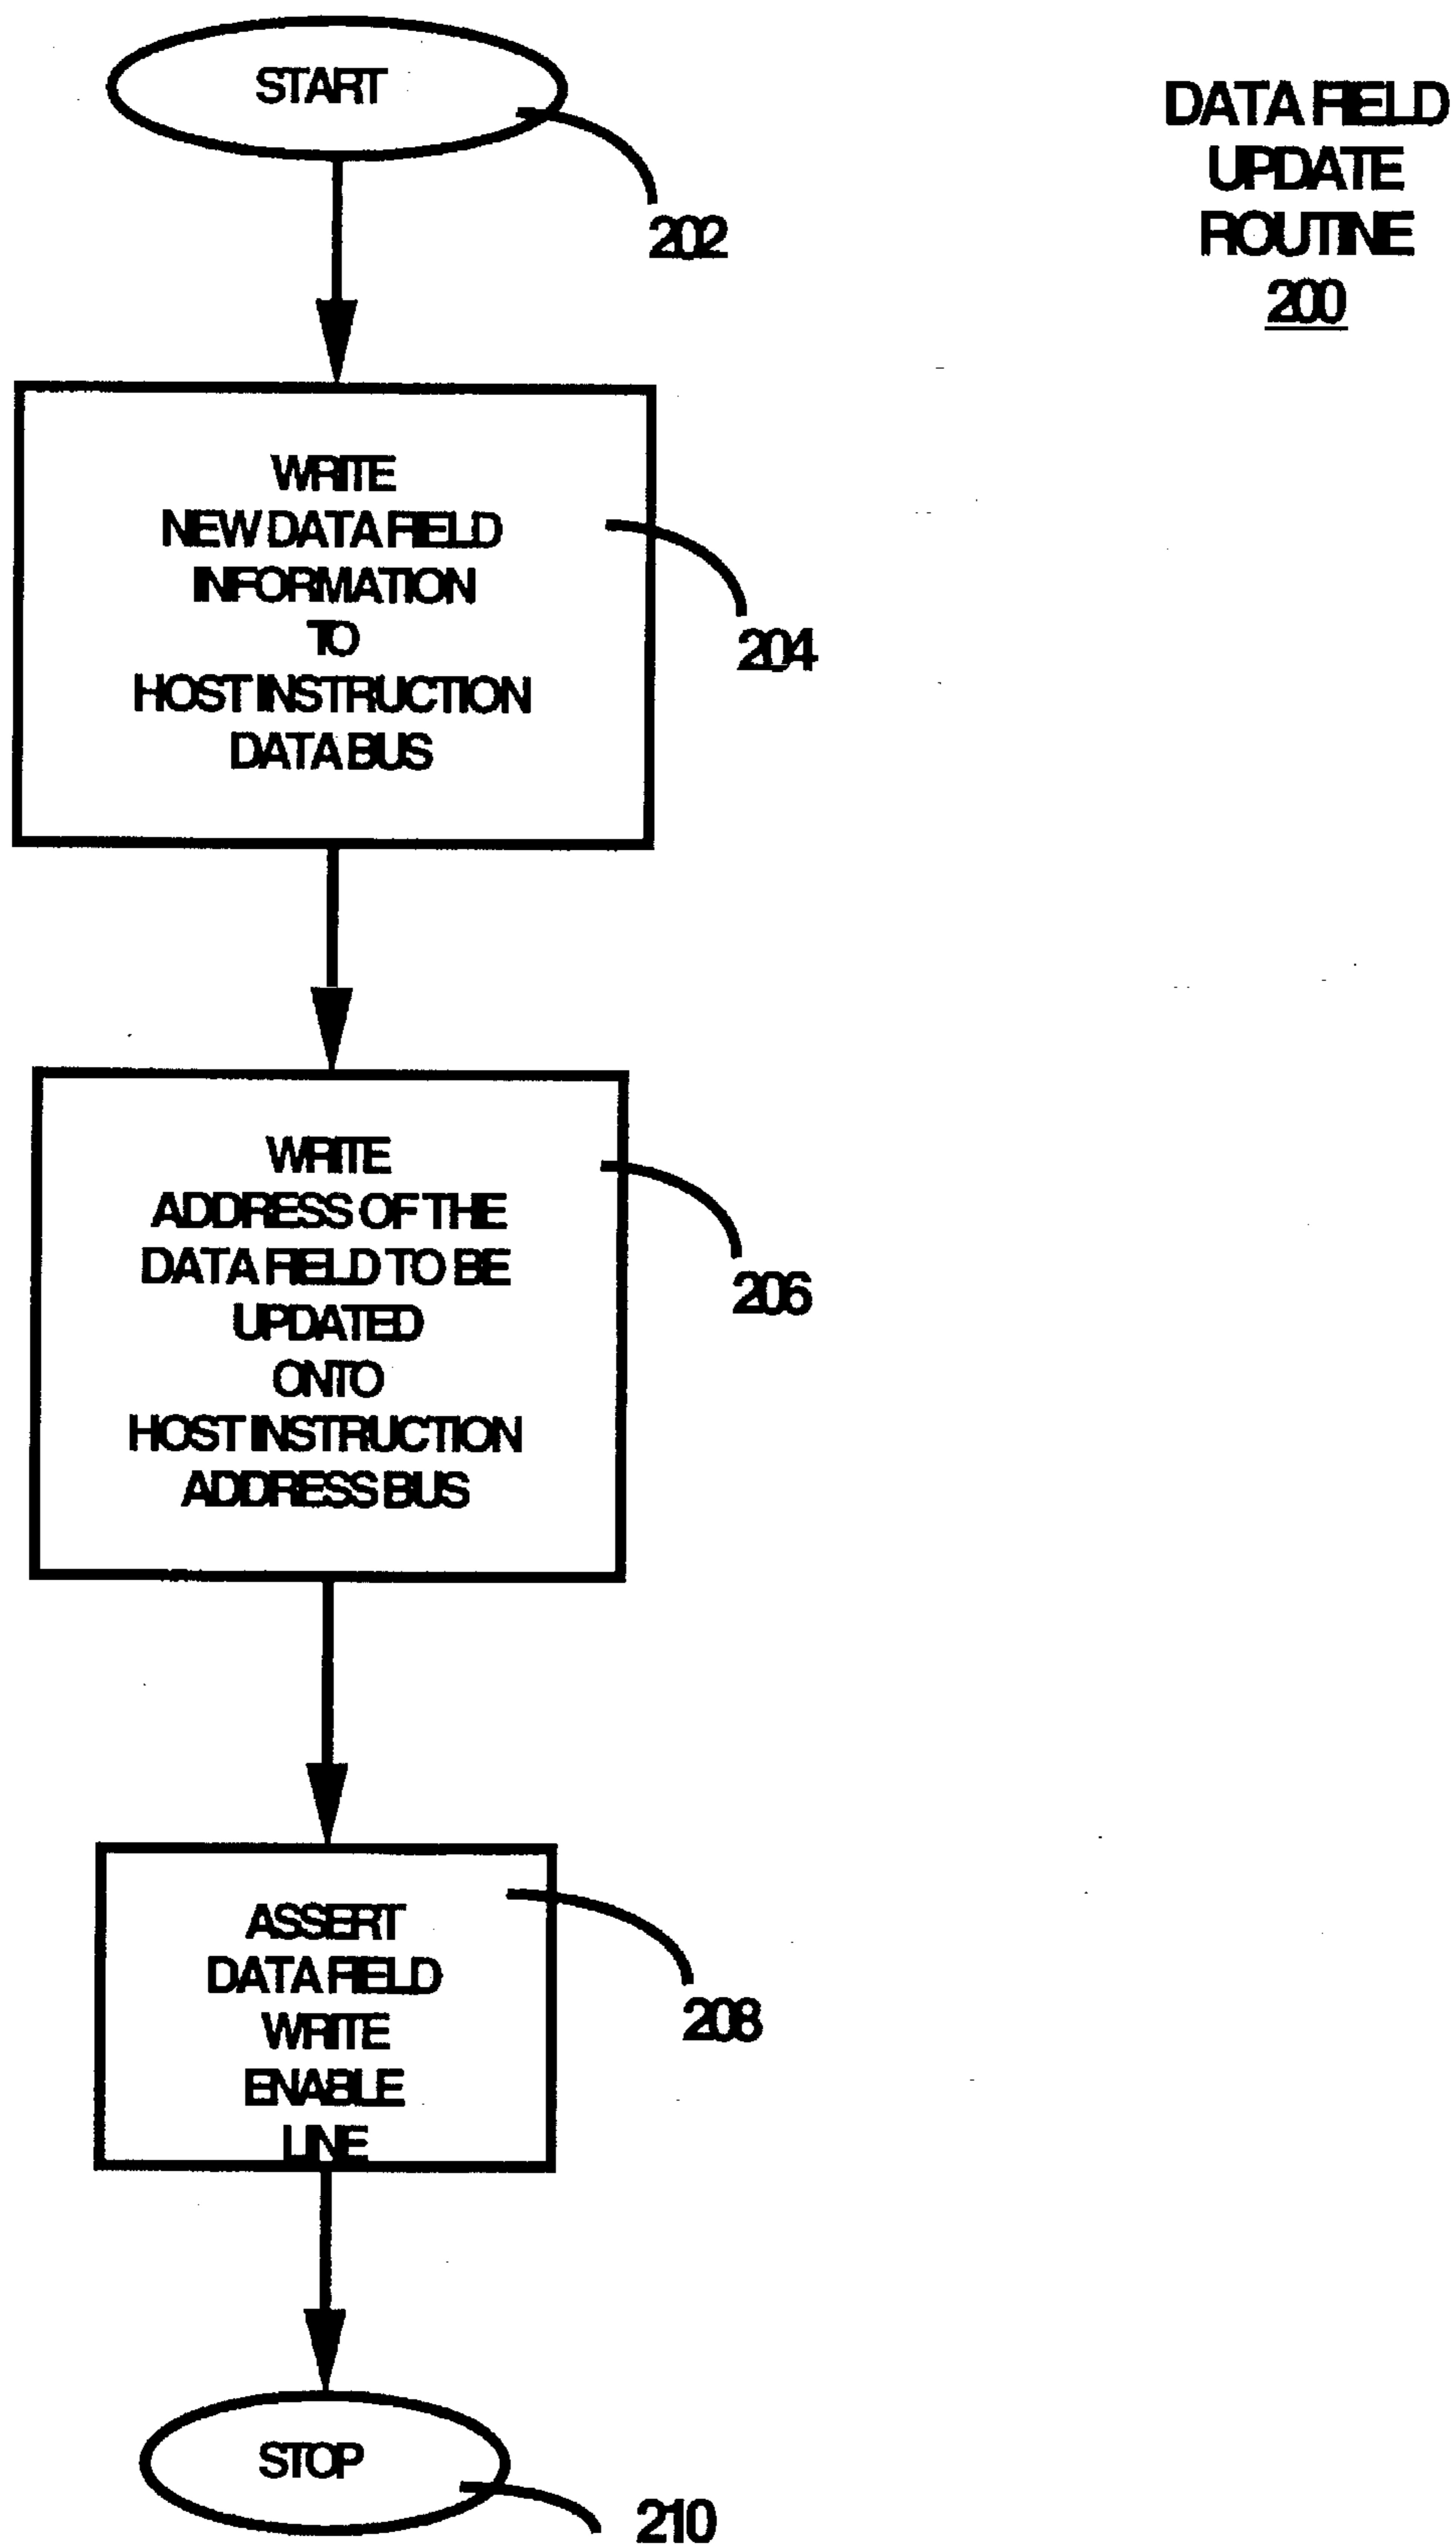 START
202
DATA FIELD
UPDATE
ROUTINE
200
WRITE
NEW DATA FIELD
INFORMATION
TO
HOST INSTRUCTION
DATA BUS
204
WRITE
ADDRESS OF THE
DATA FIELD TO BE
UPDATED
ONTO
HOST INSTRUCTION
ADDRESS BUS
206
ASSERT
DATA FIELD
WRITE
ENABLE
LINE
208
STOP
210